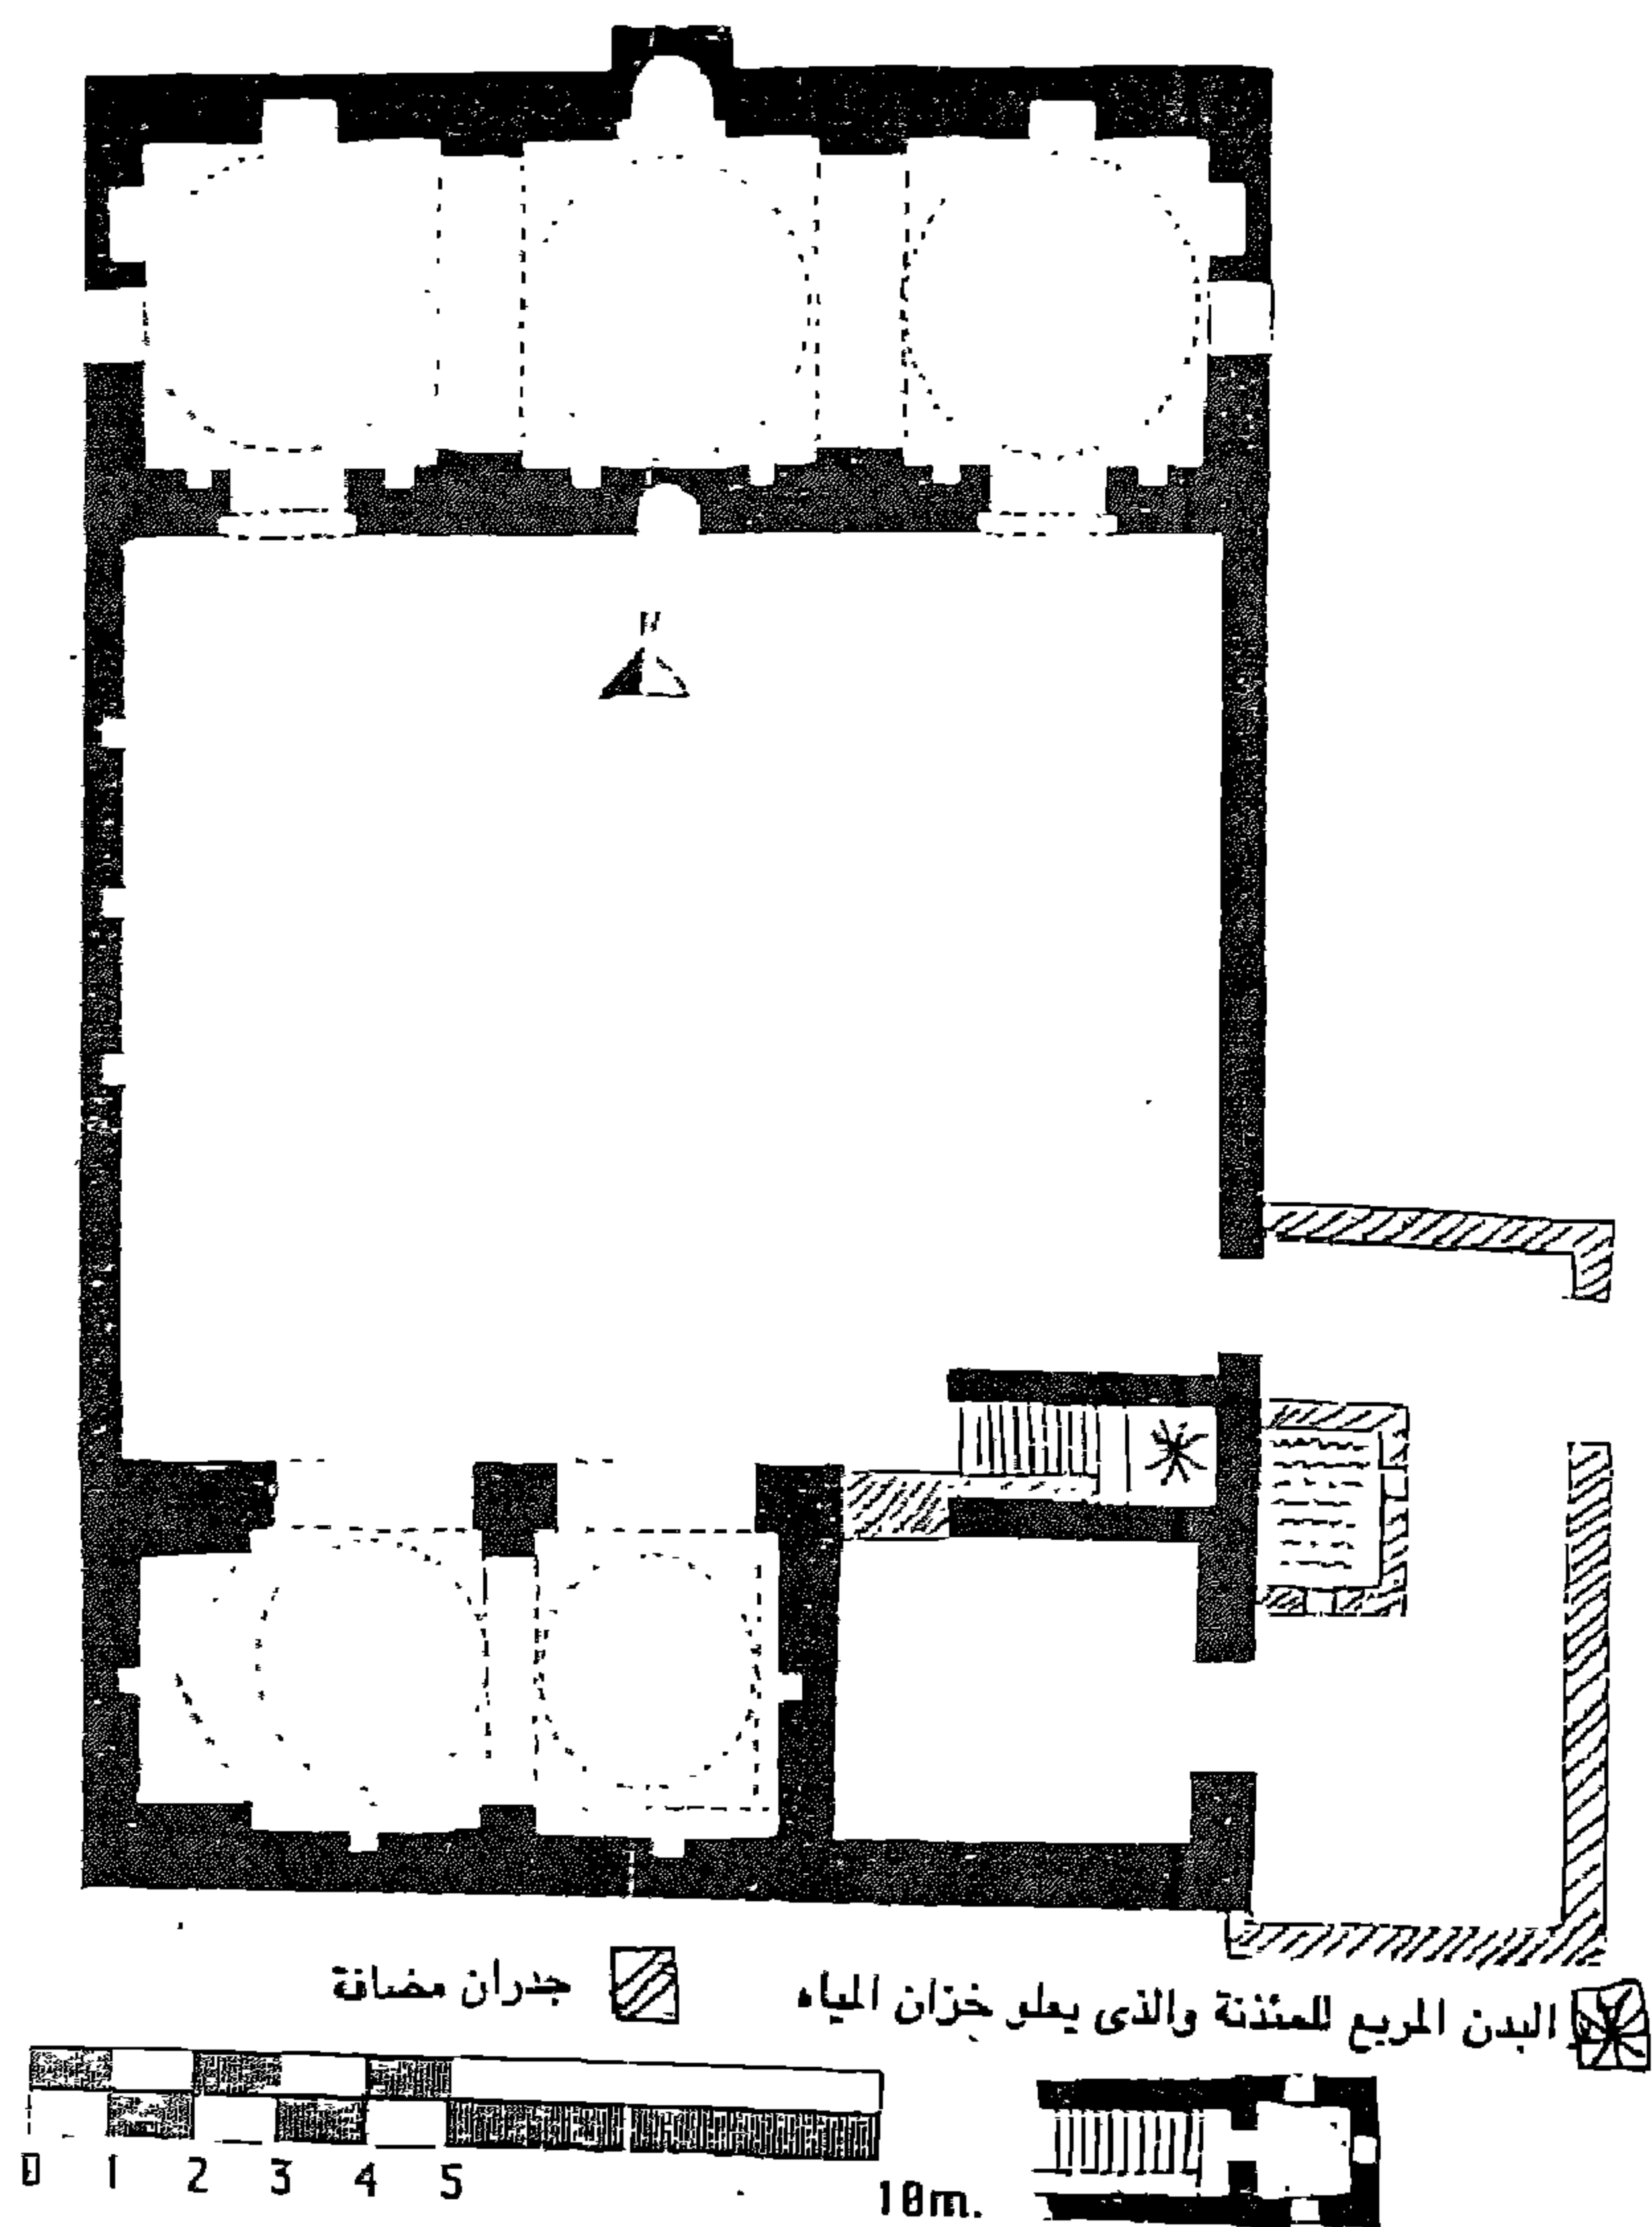 N
جدران مضافة
البدن المربع للمئذنة والذى يعلو خزان المياه
0 1 2 3 4 5 10m.